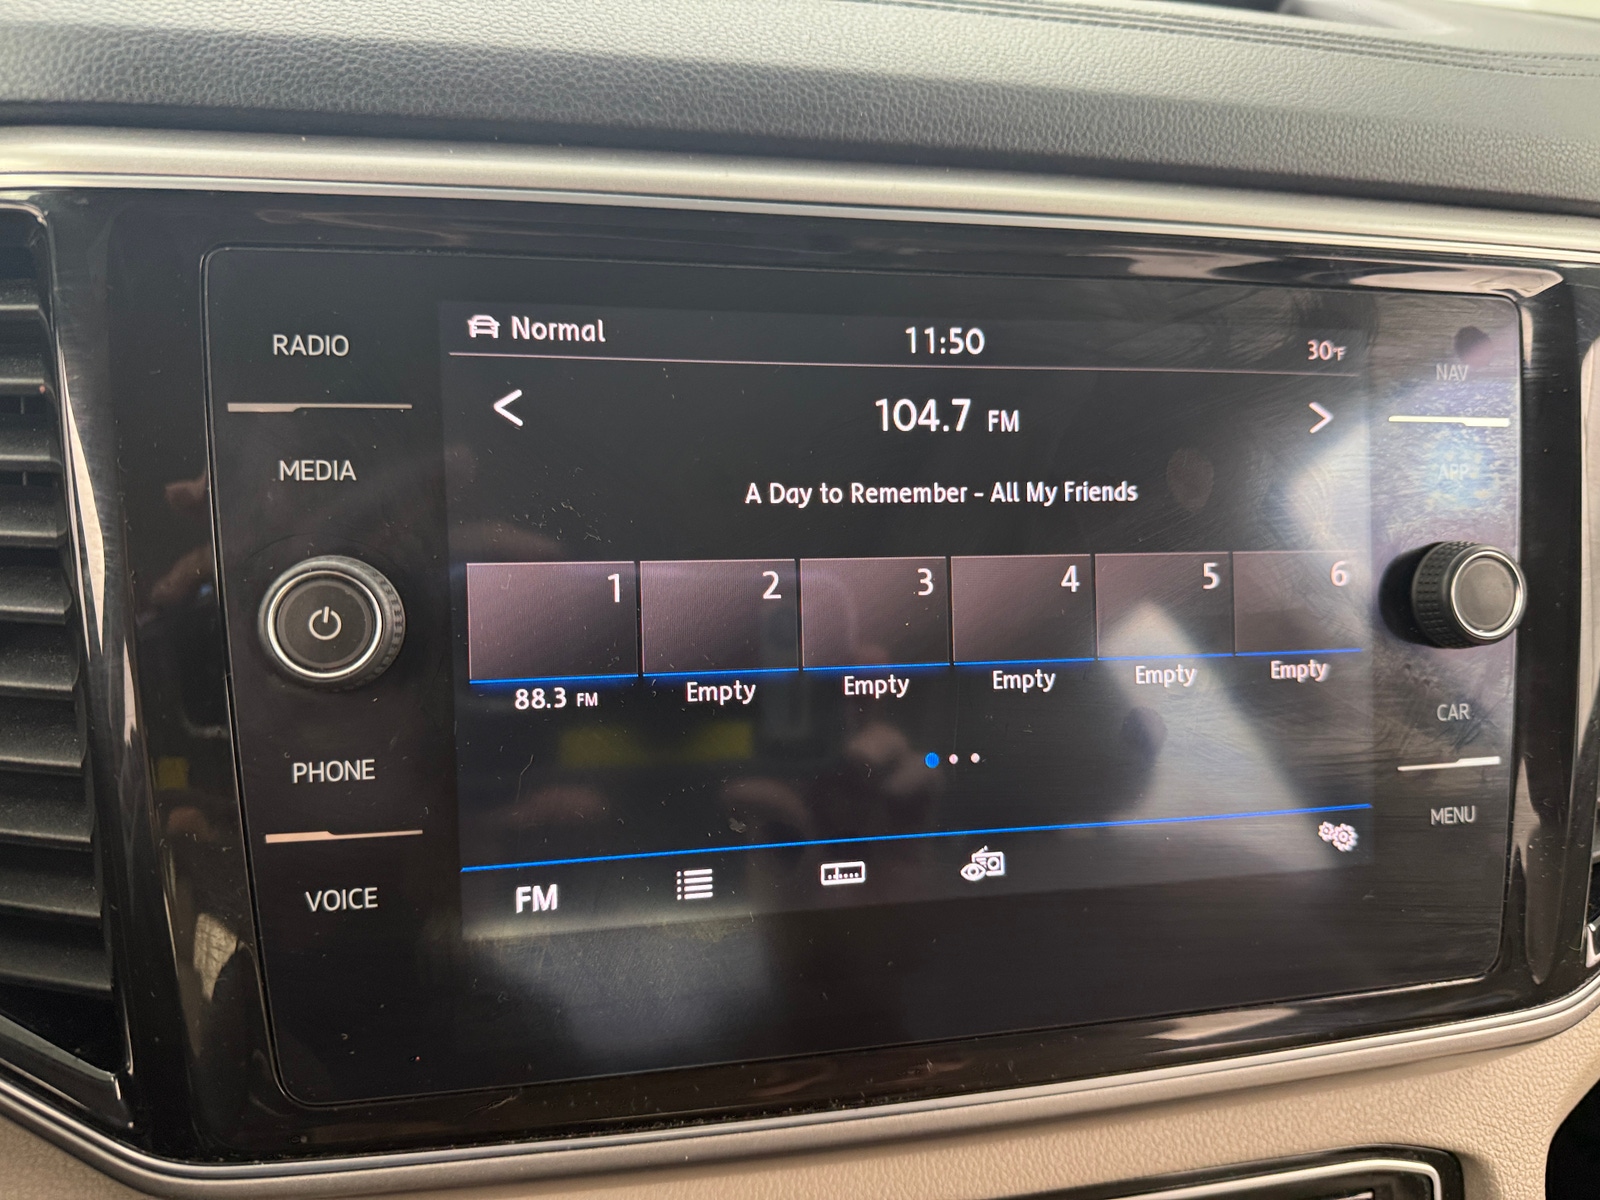 RADIO
MEDIA
PHONE
VOICE
Normal
11:50
30°F
104.7 FM
A Day to Remember - All My Friends
1
2
3
4
5
6
88.3 FM
Empty
Empty
Empty
Empty
Empty
FM
NAV
APP
CAR
MENU